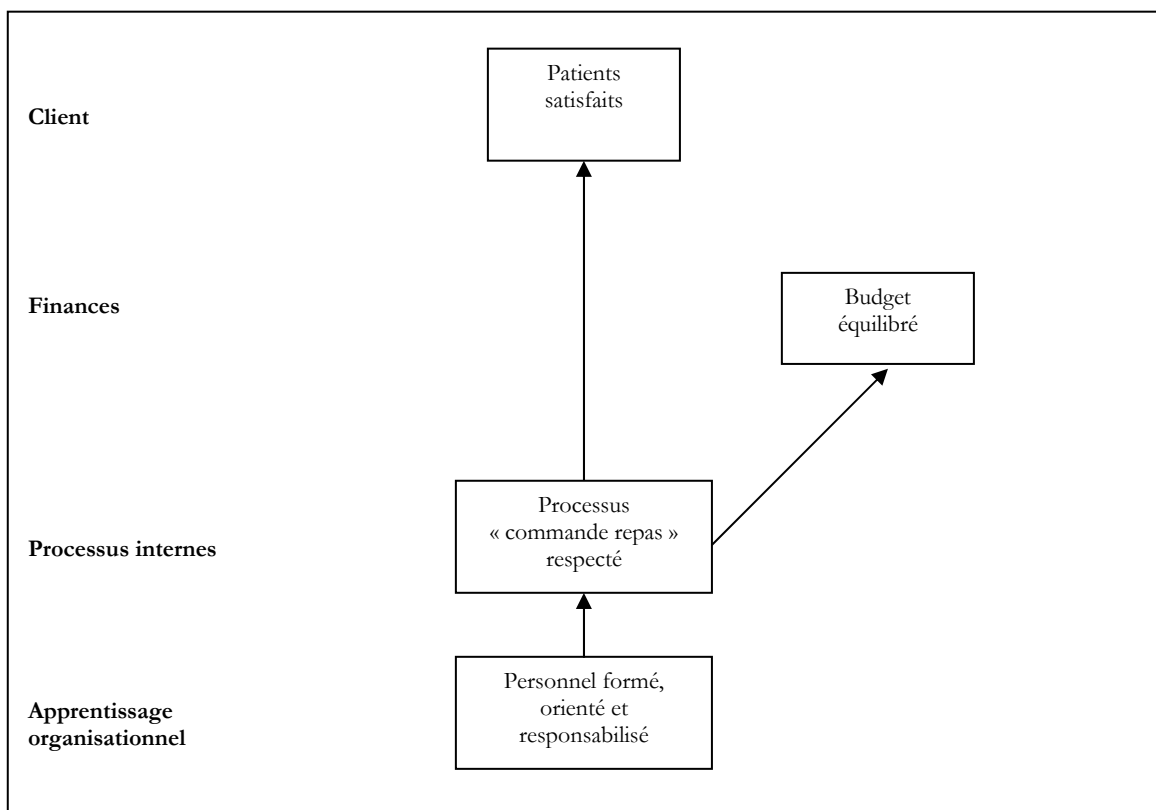 Patients
satisfaits
Client
Finances
Budget
équilibré
Processus
« commande repas »
respecté
Processus internes
Personnel formé,
orienté et
responsabilisé
Apprentissage
organisationnel